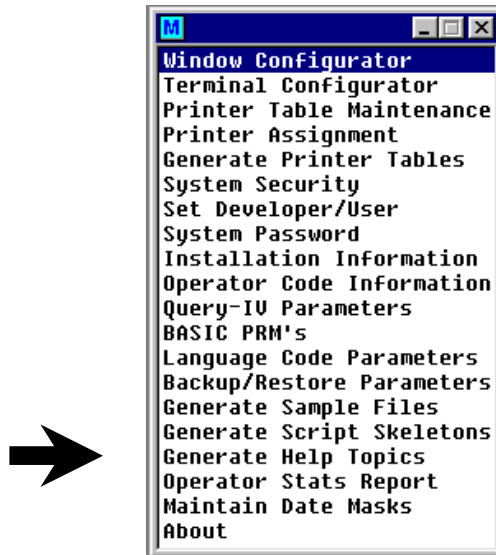 M
Window Configurator
Terminal Configurator
Printer Table Maintenance
Printer Assignment
Generate Printer Tables
System Security
Set Developer/User
System Password
Installation Information
Operator Code Information
Query-IV Parameters
BASIC PRM's
Language Code Parameters
Backup/Restore Parameters
Generate Sample Files
Generate Script Skeletons
Generate Help Topics
Operator Stats Report
Maintain Date Masks
About